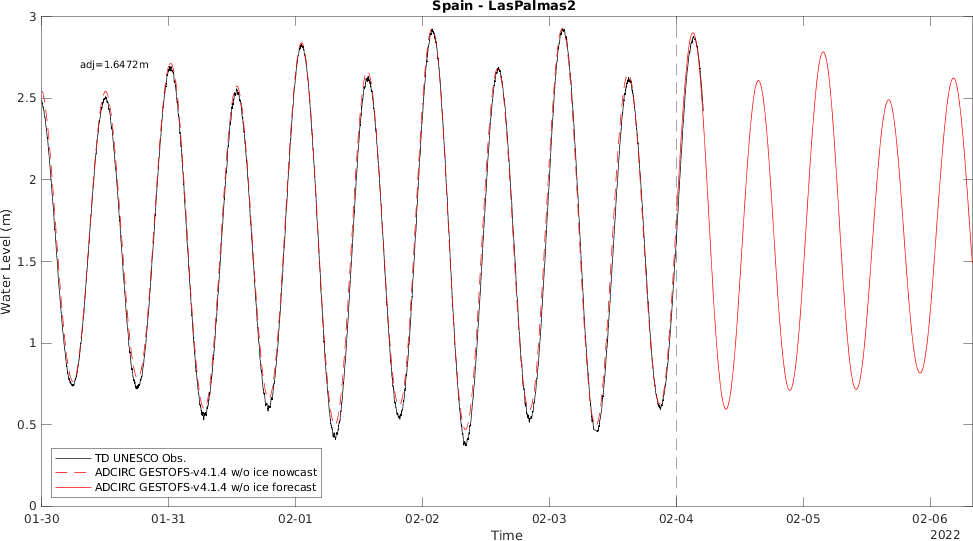 Spain - LasPalmas2
adj=1.6472m
3
2.5
2
1.5
1
0.5
0
Water Level (m)
TD UNESCO Obs.
ADCIRC GESTOFS-v4.1.4 w/o ice nowcast
ADCIRC GESTOFS-v4.1.4 w/o ice forecast
01-30 01-31 02-01 02-02 02-03 02-04 02-05 02-06
Time
2022